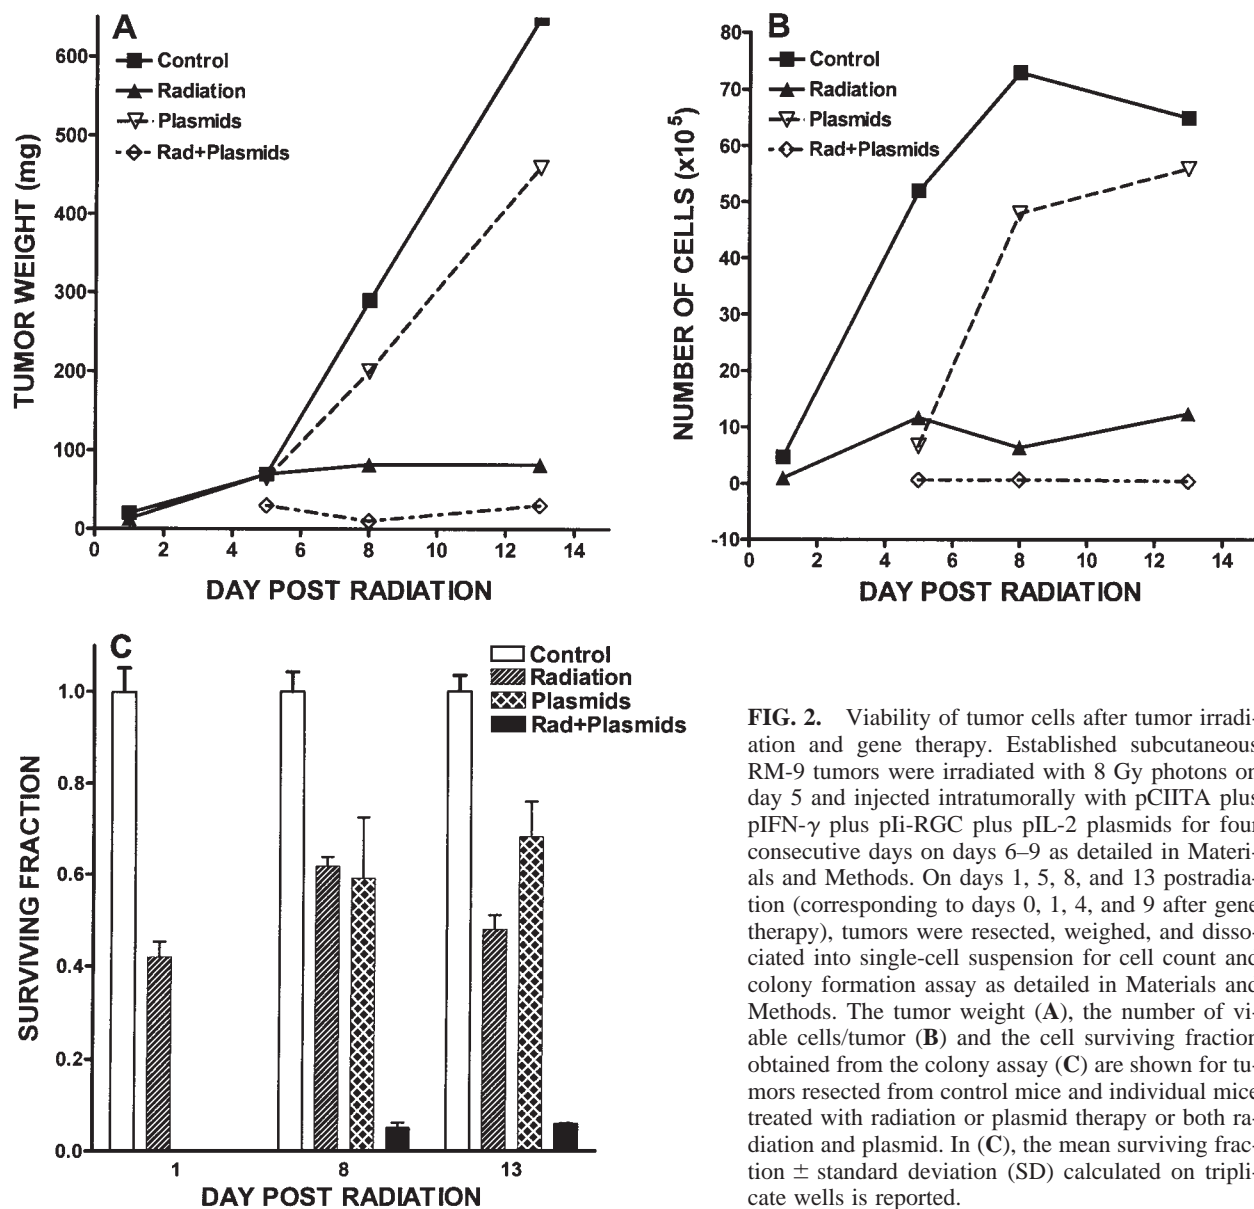 A
Control
Radiation
Plasmids
Rad+Plasmids
TUMOR WEIGHT (mg)
600
500
400
300
200
100
0
0 2 4 6 8 10 12 14
DAY POST RADIATION
B
Control
Radiation
Plasmids
Rad+Plasmids
NUMBER OF CELLS (x10⁵)
80
70
60
50
40
30
20
10
0
-10
0 2 4 6 8 10 12 14
DAY POST RADIATION
C
Control
Radiation
Plasmids
Rad+Plasmids
SURVIVING FRACTION
1.0
0.8
0.6
0.4
0.2
0.0
1 8 13
DAY POST RADIATION
FIG. 2. Viability of tumor cells after tumor irradi-
ation and gene therapy. Established subcutaneous
RM-9 tumors were irradiated with 8 Gy photons on
day 5 and injected intratumorally with pCIITA plus
pIFN-γ plus pIi-RGC plus pIL-2 plasmids for four
consecutive days on days 6–9 as detailed in Materi-
als and Methods. On days 1, 5, 8, and 13 postradia-
tion (corresponding to days 0, 1, 4, and 9 after gene
therapy), tumors were resected, weighed, and disso-
ciated into single-cell suspension for cell count and
colony formation assay as detailed in Materials and
Methods. The tumor weight (A), the number of vi-
able cells/tumor (B) and the cell surviving fraction
obtained from the colony assay (C) are shown for tu-
mors resected from control mice and individual mice
treated with radiation or plasmid therapy or both ra-
diation and plasmid. In (C), the mean surviving frac-
tion ± standard deviation (SD) calculated on tripli-
cate wells is reported.